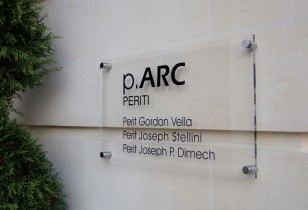 p.ARC
PERITI
Perit Gordon Vella
Perit Joseph Stellini
Perit Joseph P. Dimech